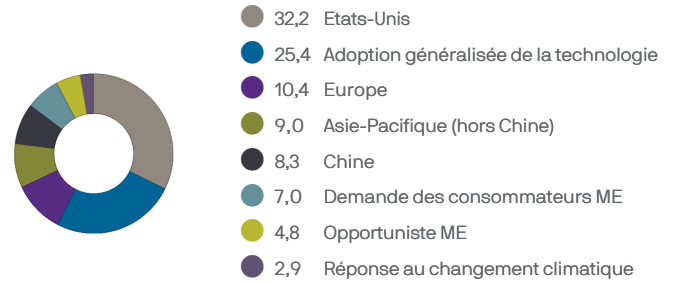 32,2 Etats-Unis
25,4 Adoption généralisée de la technologie
10,4 Europe
9,0 Asie-Pacifique (hors Chine)
8,3 Chine
7,0 Demande des consommateurs ME
4,8 Opportuniste ME
2,9 Réponse au changement climatique